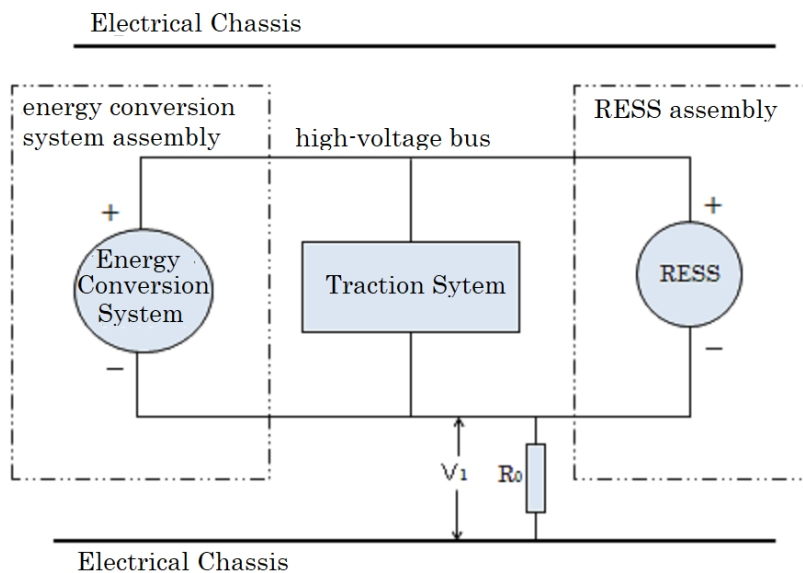 Electrical Chassis
energy conversion
system assembly
RESS assembly
high-voltage bus
+
+
Energy
Conversion
System
Traction Sytem
RESS
−
−
V1
R0
Electrical Chassis